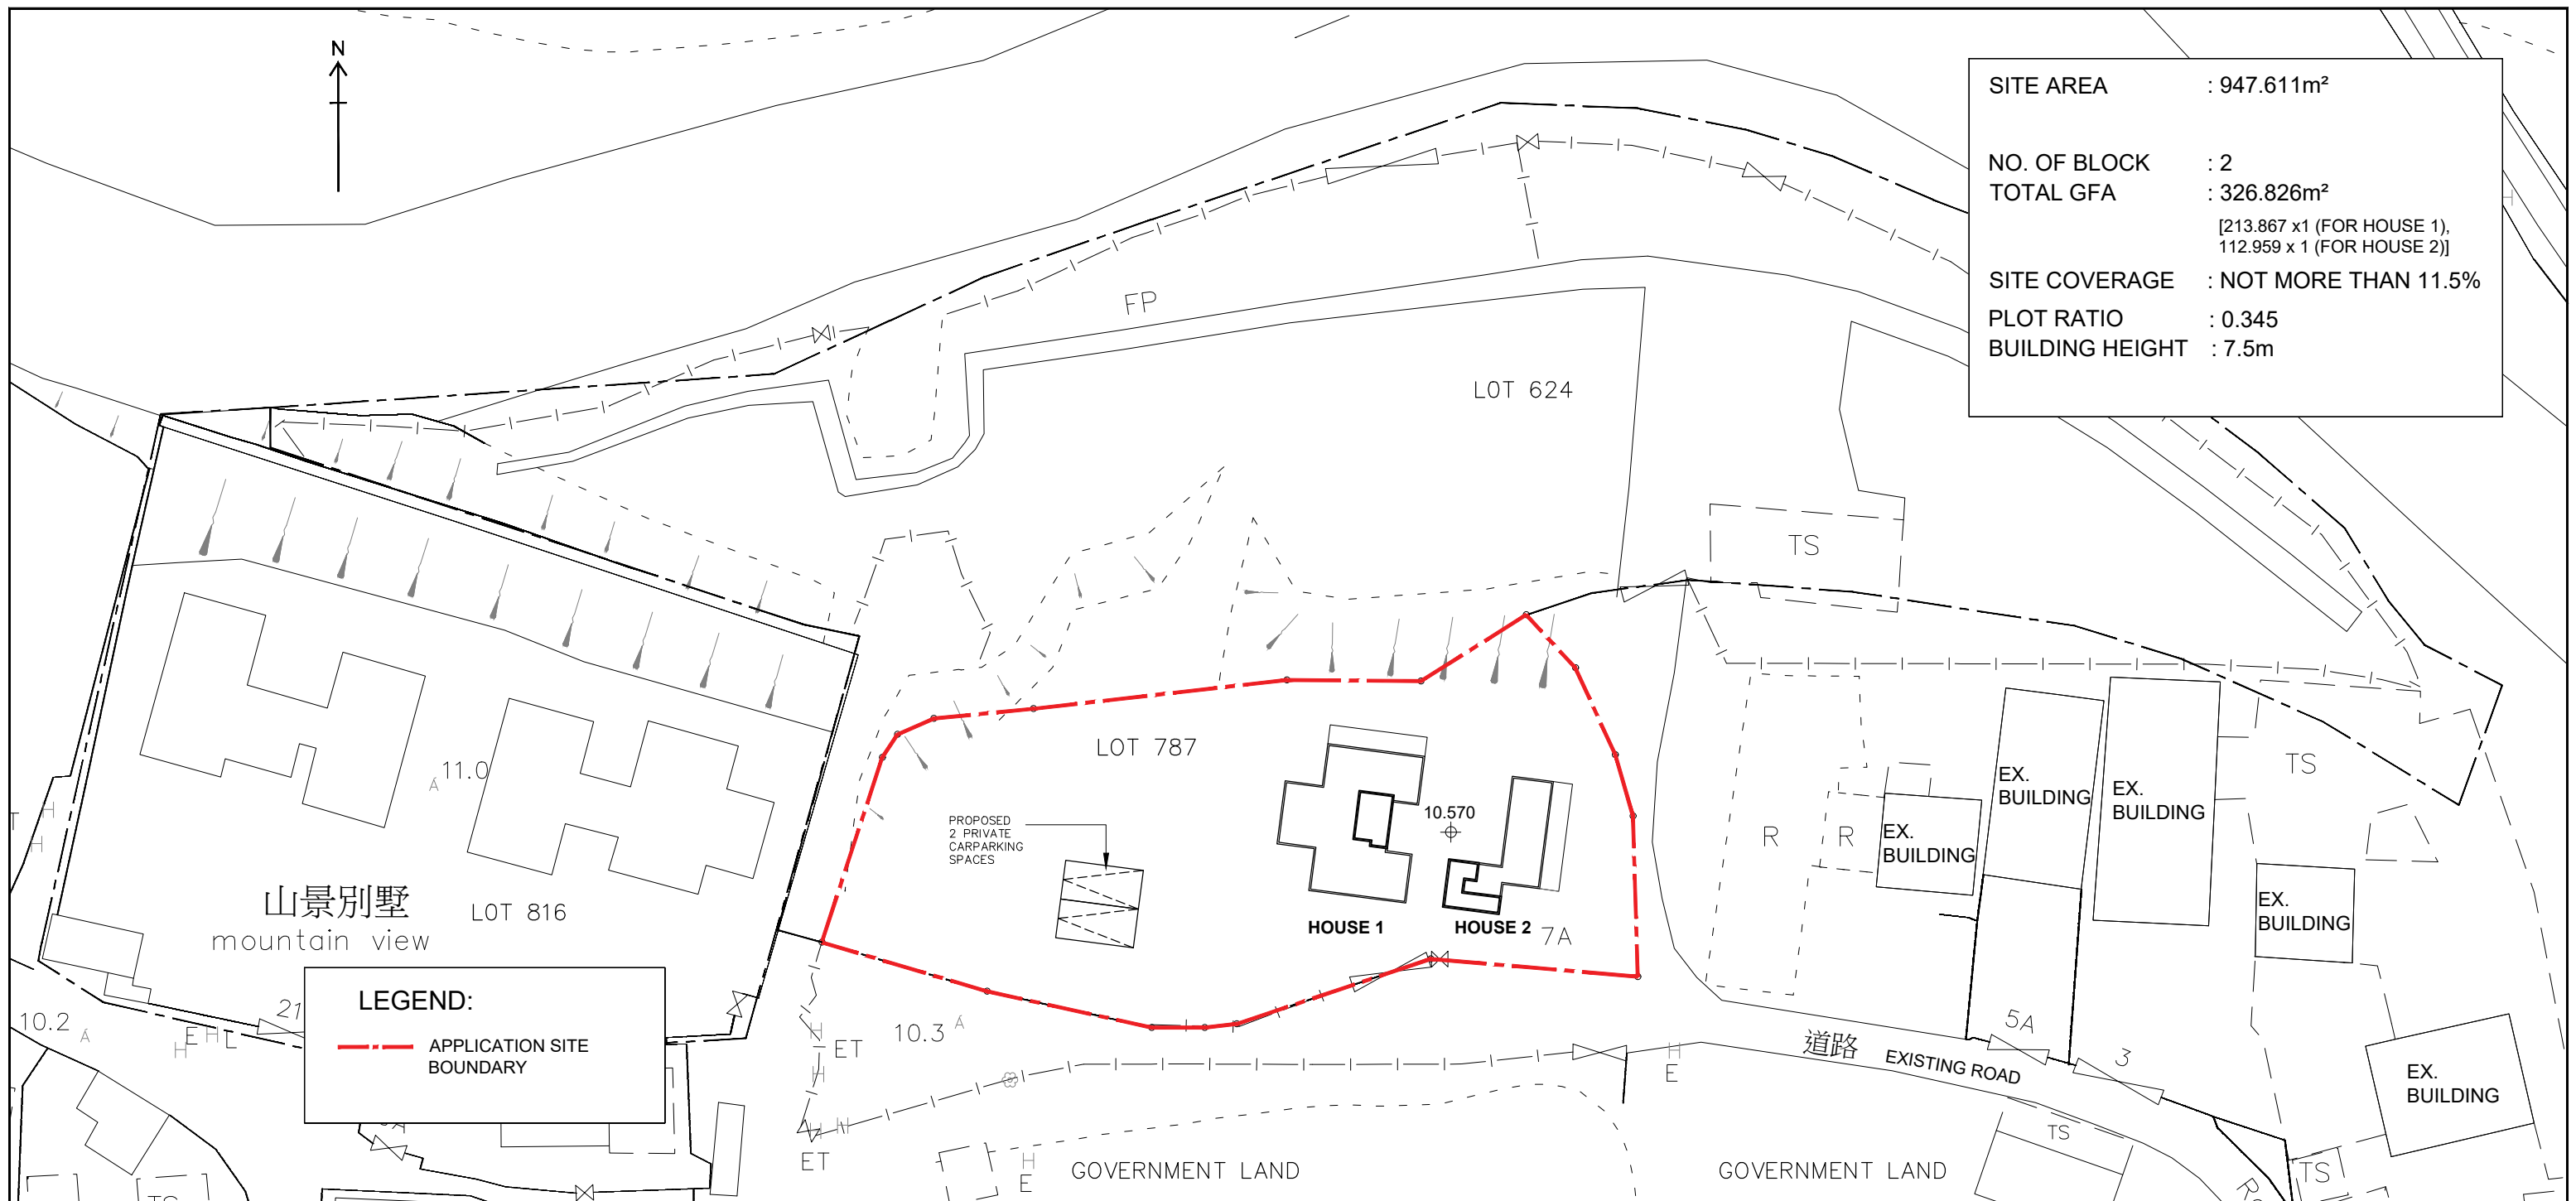 N
SITE AREA : 947.611m²
NO. OF BLOCK : 2
TOTAL GFA : 326.826m²
[213.867 x1 (FOR HOUSE 1),
112.959 x 1 (FOR HOUSE 2)]
SITE COVERAGE : NOT MORE THAN 11.5%
PLOT RATIO : 0.345
BUILDING HEIGHT : 7.5m
H
FP
LOT 624
TS
LOT 787
11.0
PROPOSED
2 PRIVATE
CARPARKING
SPACES
10.570
HOUSE 1
HOUSE 2
7A
R
R
EX.
BUILDING
EX.
BUILDING
EX.
BUILDING
TS
EX.
BUILDING
T
H
H
山景別墅
mountain view
LOT 816
LEGEND:
APPLICATION SITE
BOUNDARY
21
10.2
H
E
H
L
10.3
H
ET
H
H
H
ET
H
E
H
E
道路
EXISTING ROAD
5A
3
EX.
BUILDING
GOVERNMENT LAND
GOVERNMENT LAND
TS
TS
TS